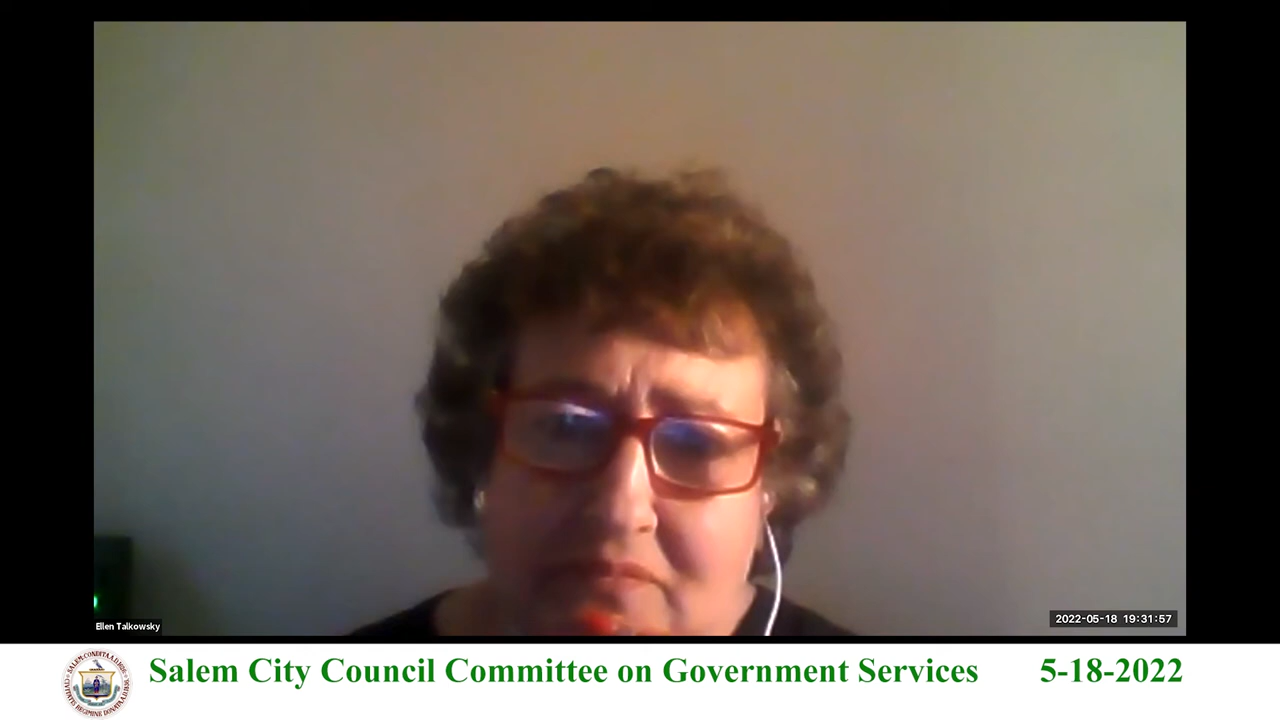 Ellen Talkowsky
2022-05-18 19:31:57
Salem City Council Committee on Government Services
5-18-2022